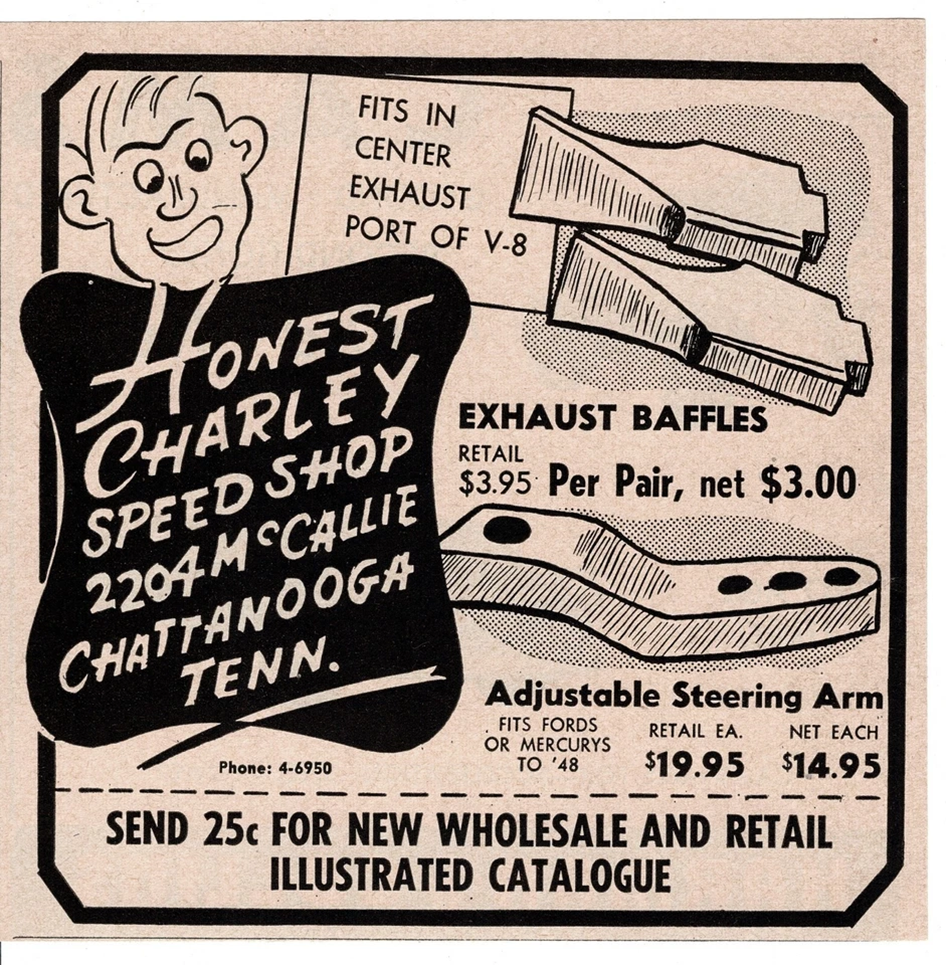 FITS IN
CENTER
EXHAUST
PORT OF V-8
HONEST
CHARLEY
SPEED SHOP
2204 McCALLIE
CHATTANOOGA
TENN.
Phone: 4-6950
EXHAUST BAFFLES
RETAIL
$3.95 Per Pair, net $3.00
Adjustable Steering Arm
FITS FORDS
OR MERCURYS
TO '48
RETAIL EA.
$19.95
NET EACH
$14.95
SEND 25c FOR NEW WHOLESALE AND RETAIL
ILLUSTRATED CATALOGUE